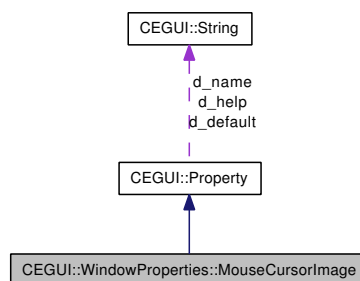 CEGUI::String
d_name
d_help
d_default
CEGUI::Property
CEGUI::WindowProperties::MouseCursorImage